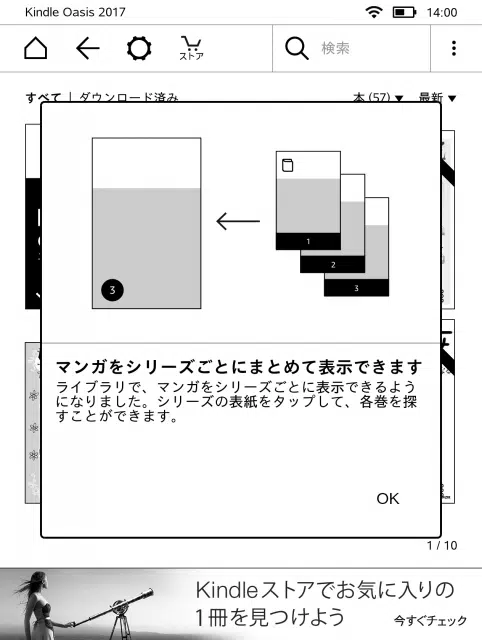 Kindle Oasis 2017
14:00
ストア
検索
すべて | ダウンロード済み
本 (57) ▼ 最新 ▼
1
2
3
3
マンガをシリーズごとにまとめて表示できます
ライブラリで、マンガをシリーズごとに表示できるよう
になりました。シリーズの表紙をタップして、各巻を探
すことができます。
OK
1 / 10
Kindleストアでお気に入りの
1冊を見つけよう
今すぐチェック